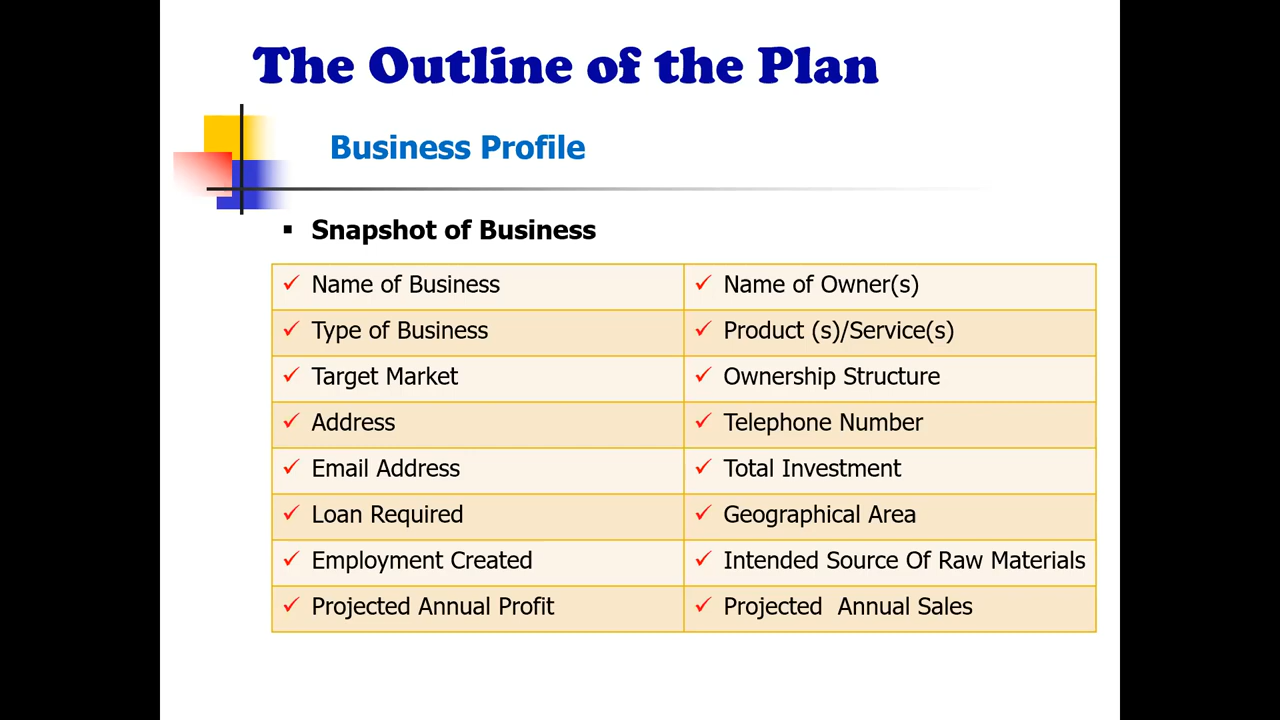 The Outline of the Plan
Business Profile
▪ Snapshot of Business
✓ Name of Business
✓ Name of Owner(s)
✓ Type of Business
✓ Product (s)/Service(s)
✓ Target Market
✓ Ownership Structure
✓ Address
✓ Telephone Number
✓ Email Address
✓ Total Investment
✓ Loan Required
✓ Geographical Area
✓ Employment Created
✓ Intended Source Of Raw Materials
✓ Projected Annual Profit
✓ Projected  Annual Sales